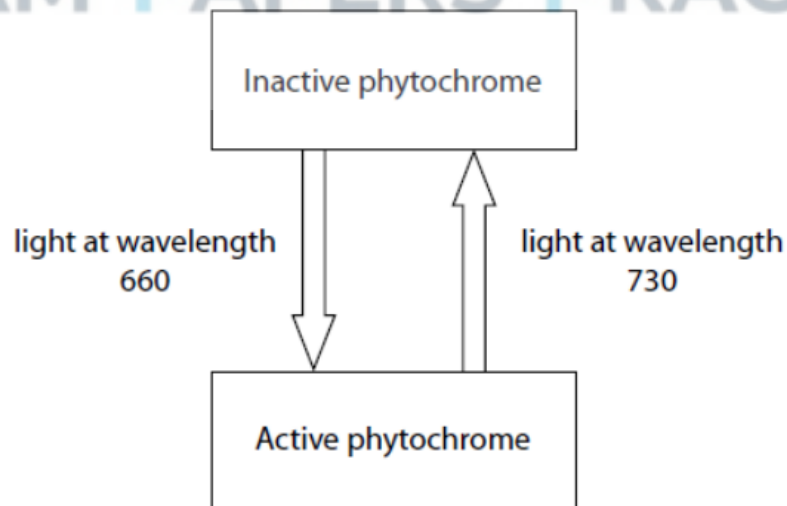 Inactive phytochrome
light at wavelength
660
light at wavelength
730
Active phytochrome